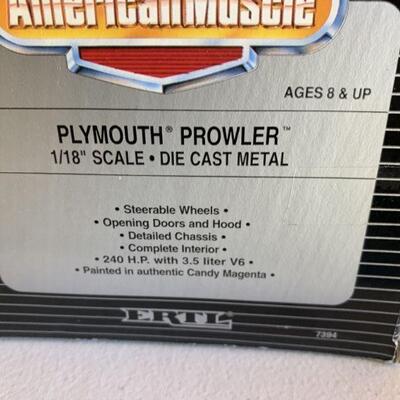 AmericanMuscle
AGES 8 & UP
PLYMOUTH® PROWLER™
1/18" SCALE • DIE CAST METAL
• Steerable Wheels •
• Opening Doors and Hood •
• Detailed Chassis •
• Complete Interior •
• 240 H.P. with 3.5 liter V6 •
• Painted in authentic Candy Magenta •
ERTL®
7394